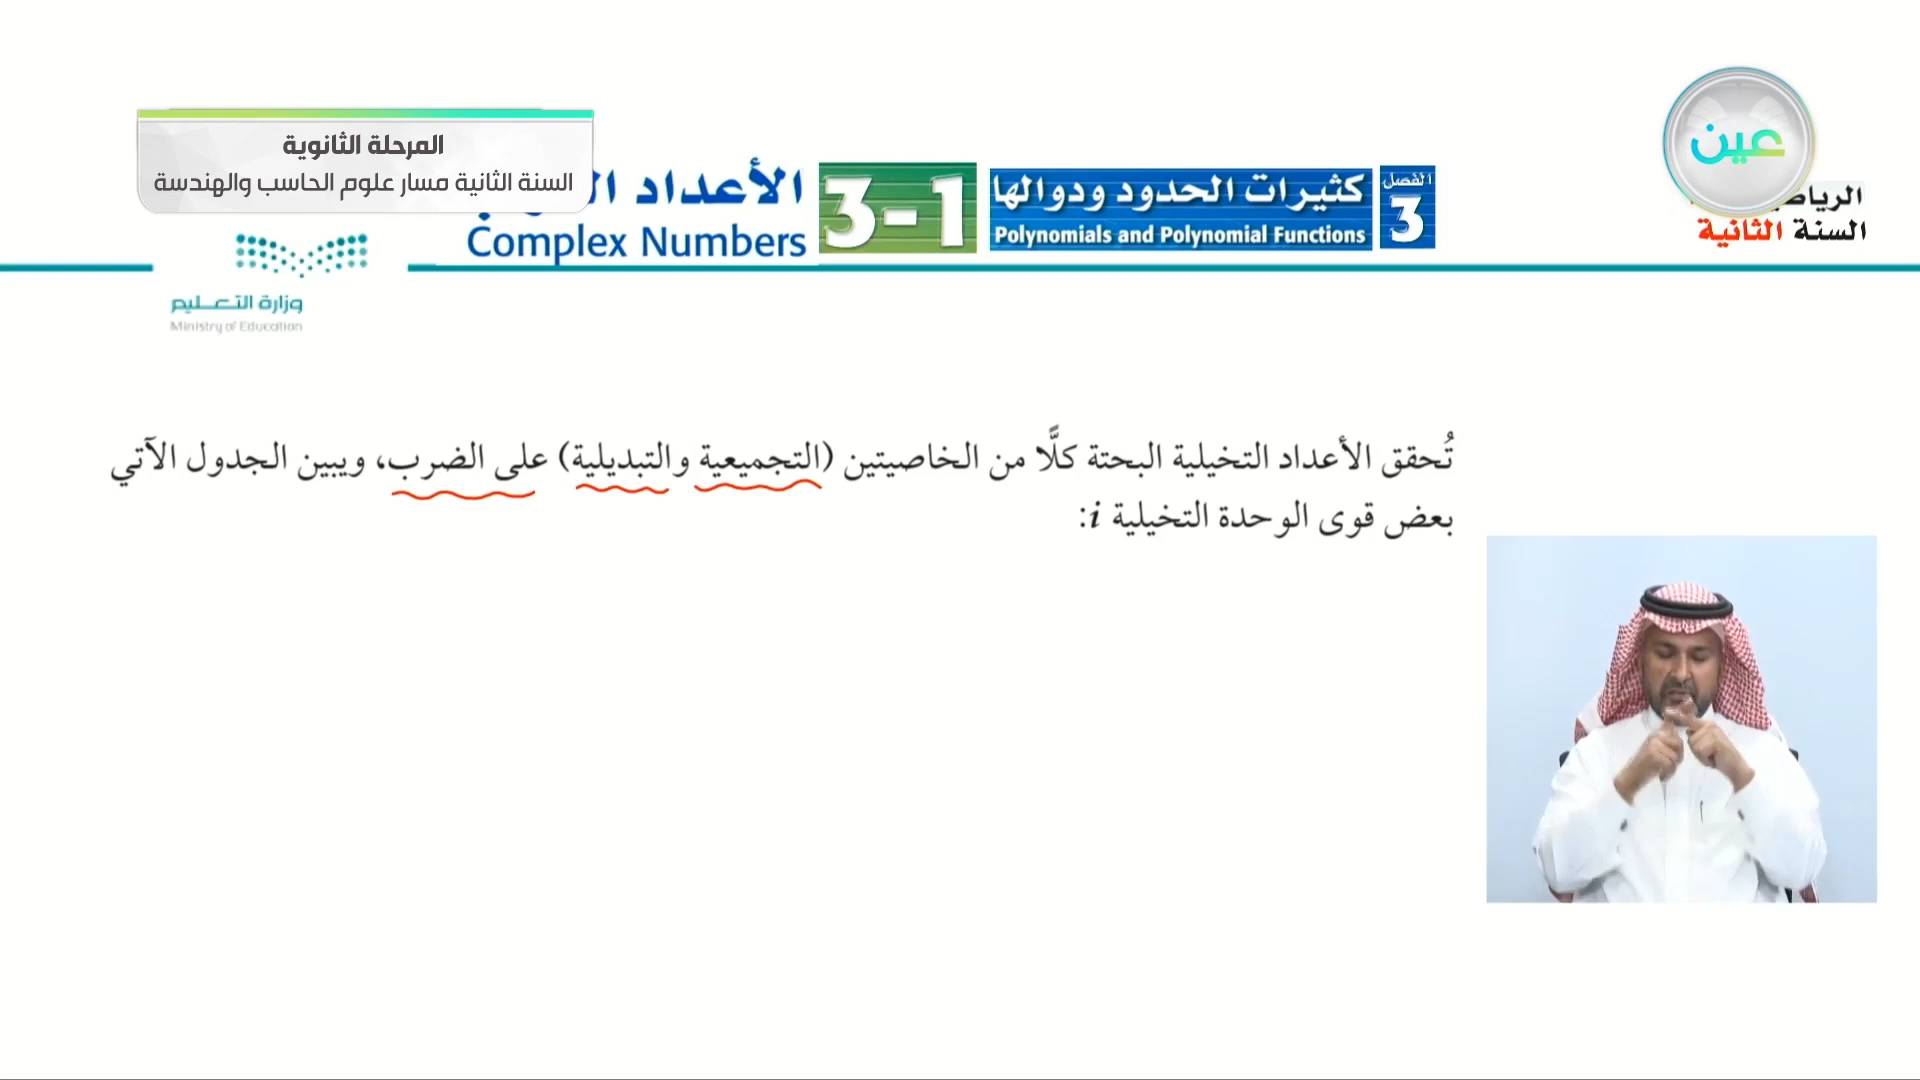 المرحلة الثانوية
السنة الثانية مسار علوم الحاسب والهندسة
عين
السنة الثانية
الفصل 3
كثيرات الحدود ودوالها
Polynomials and Polynomial Functions
3-1
الأعداد
Complex Numbers
وزارة التعليم
Ministry of Education
تُحقق الأعداد التخيلية البحتة كلًّا من الخاصيتين (التجميعية والتبديلية) على الضرب، ويبين الجدول الآتي
بعض قوى الوحدة التخيلية i: